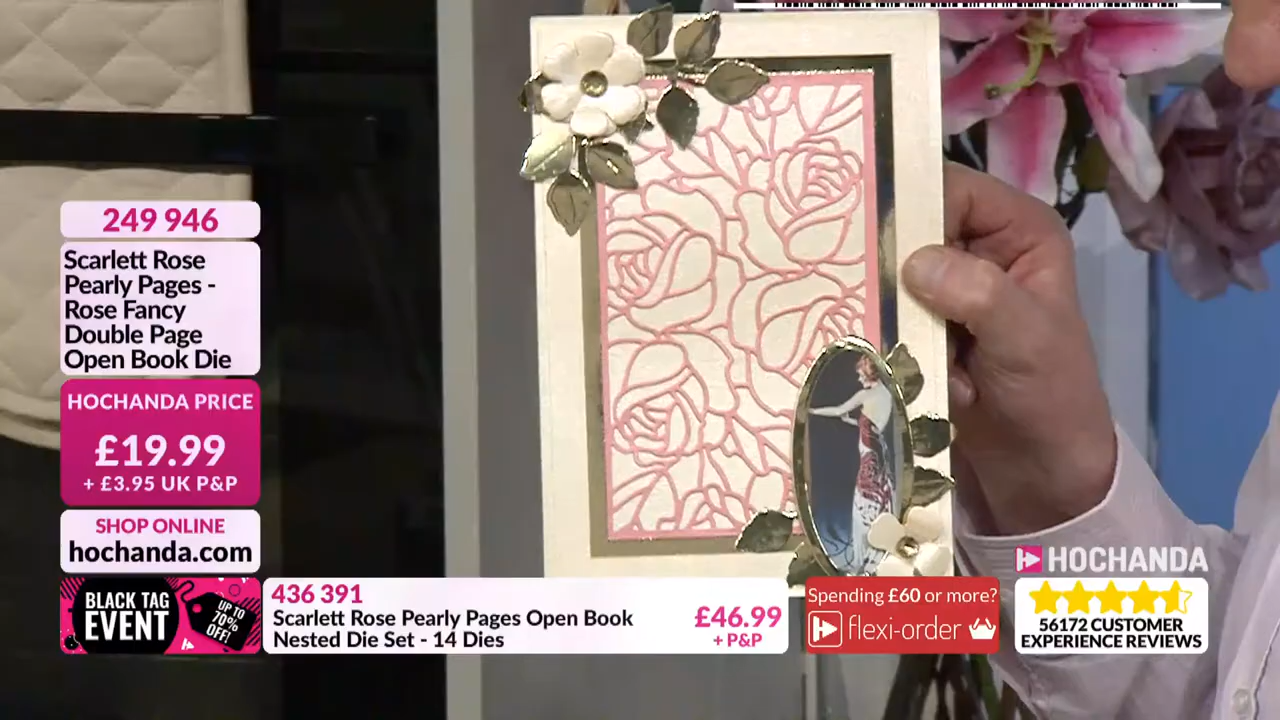 249 946
Scarlett Rose
Pearly Pages -
Rose Fancy
Double Page
Open Book Die
HOCHANDA PRICE
£19.99
+ £3.95 UK P&P
SHOP ONLINE
hochanda.com
BLACK TAG
EVENT
UP TO
70%
OFF!
436 391
Scarlett Rose Pearly Pages Open Book
Nested Die Set - 14 Dies
£46.99
+ P&P
Spending £60 or more?
flexi-order
HOCHANDA
56172 CUSTOMER
EXPERIENCE REVIEWS